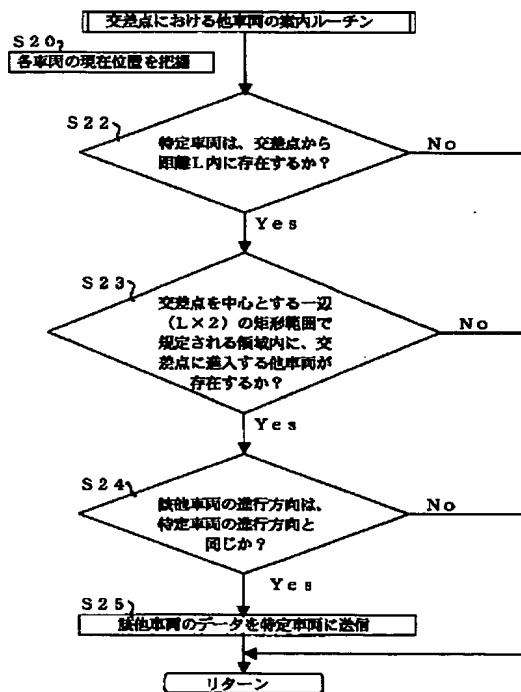 交差点における他車両の案内ルーチン
S20
各車両の現在位置を把握
S22
特定車両は、交差点から
距離L内に存在するか？
No
Yes
S23
交差点を中心とする一辺
（L×2）の矩形範囲で
規定される領域内に、交
差点に進入する他車両が
存在するか？
No
Yes
S24
該他車両の進行方向は、
特定車両の進行方向と
同じか？
No
Yes
S25
該他車両のデータを特定車両に送信
リターン